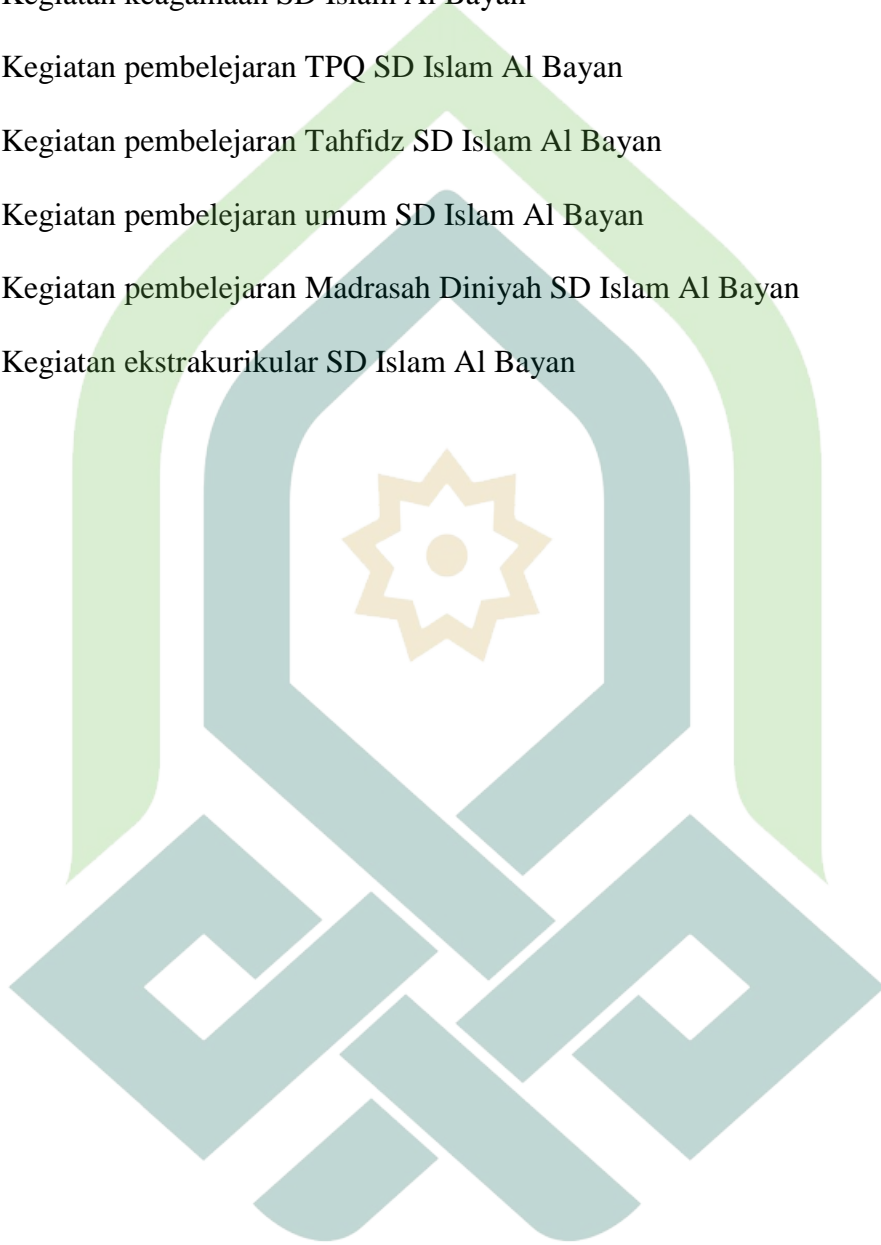 Kegiatan keagamaan SD Islam Al Bayan
Kegiatan pembelejaran TPQ SD Islam Al Bayan
Kegiatan pembelejaran Tahfidz SD Islam Al Bayan
Kegiatan pembelejaran umum SD Islam Al Bayan
Kegiatan pembelejaran Madrasah Diniyah SD Islam Al Bayan
Kegiatan ekstrakurikular SD Islam Al Bayan